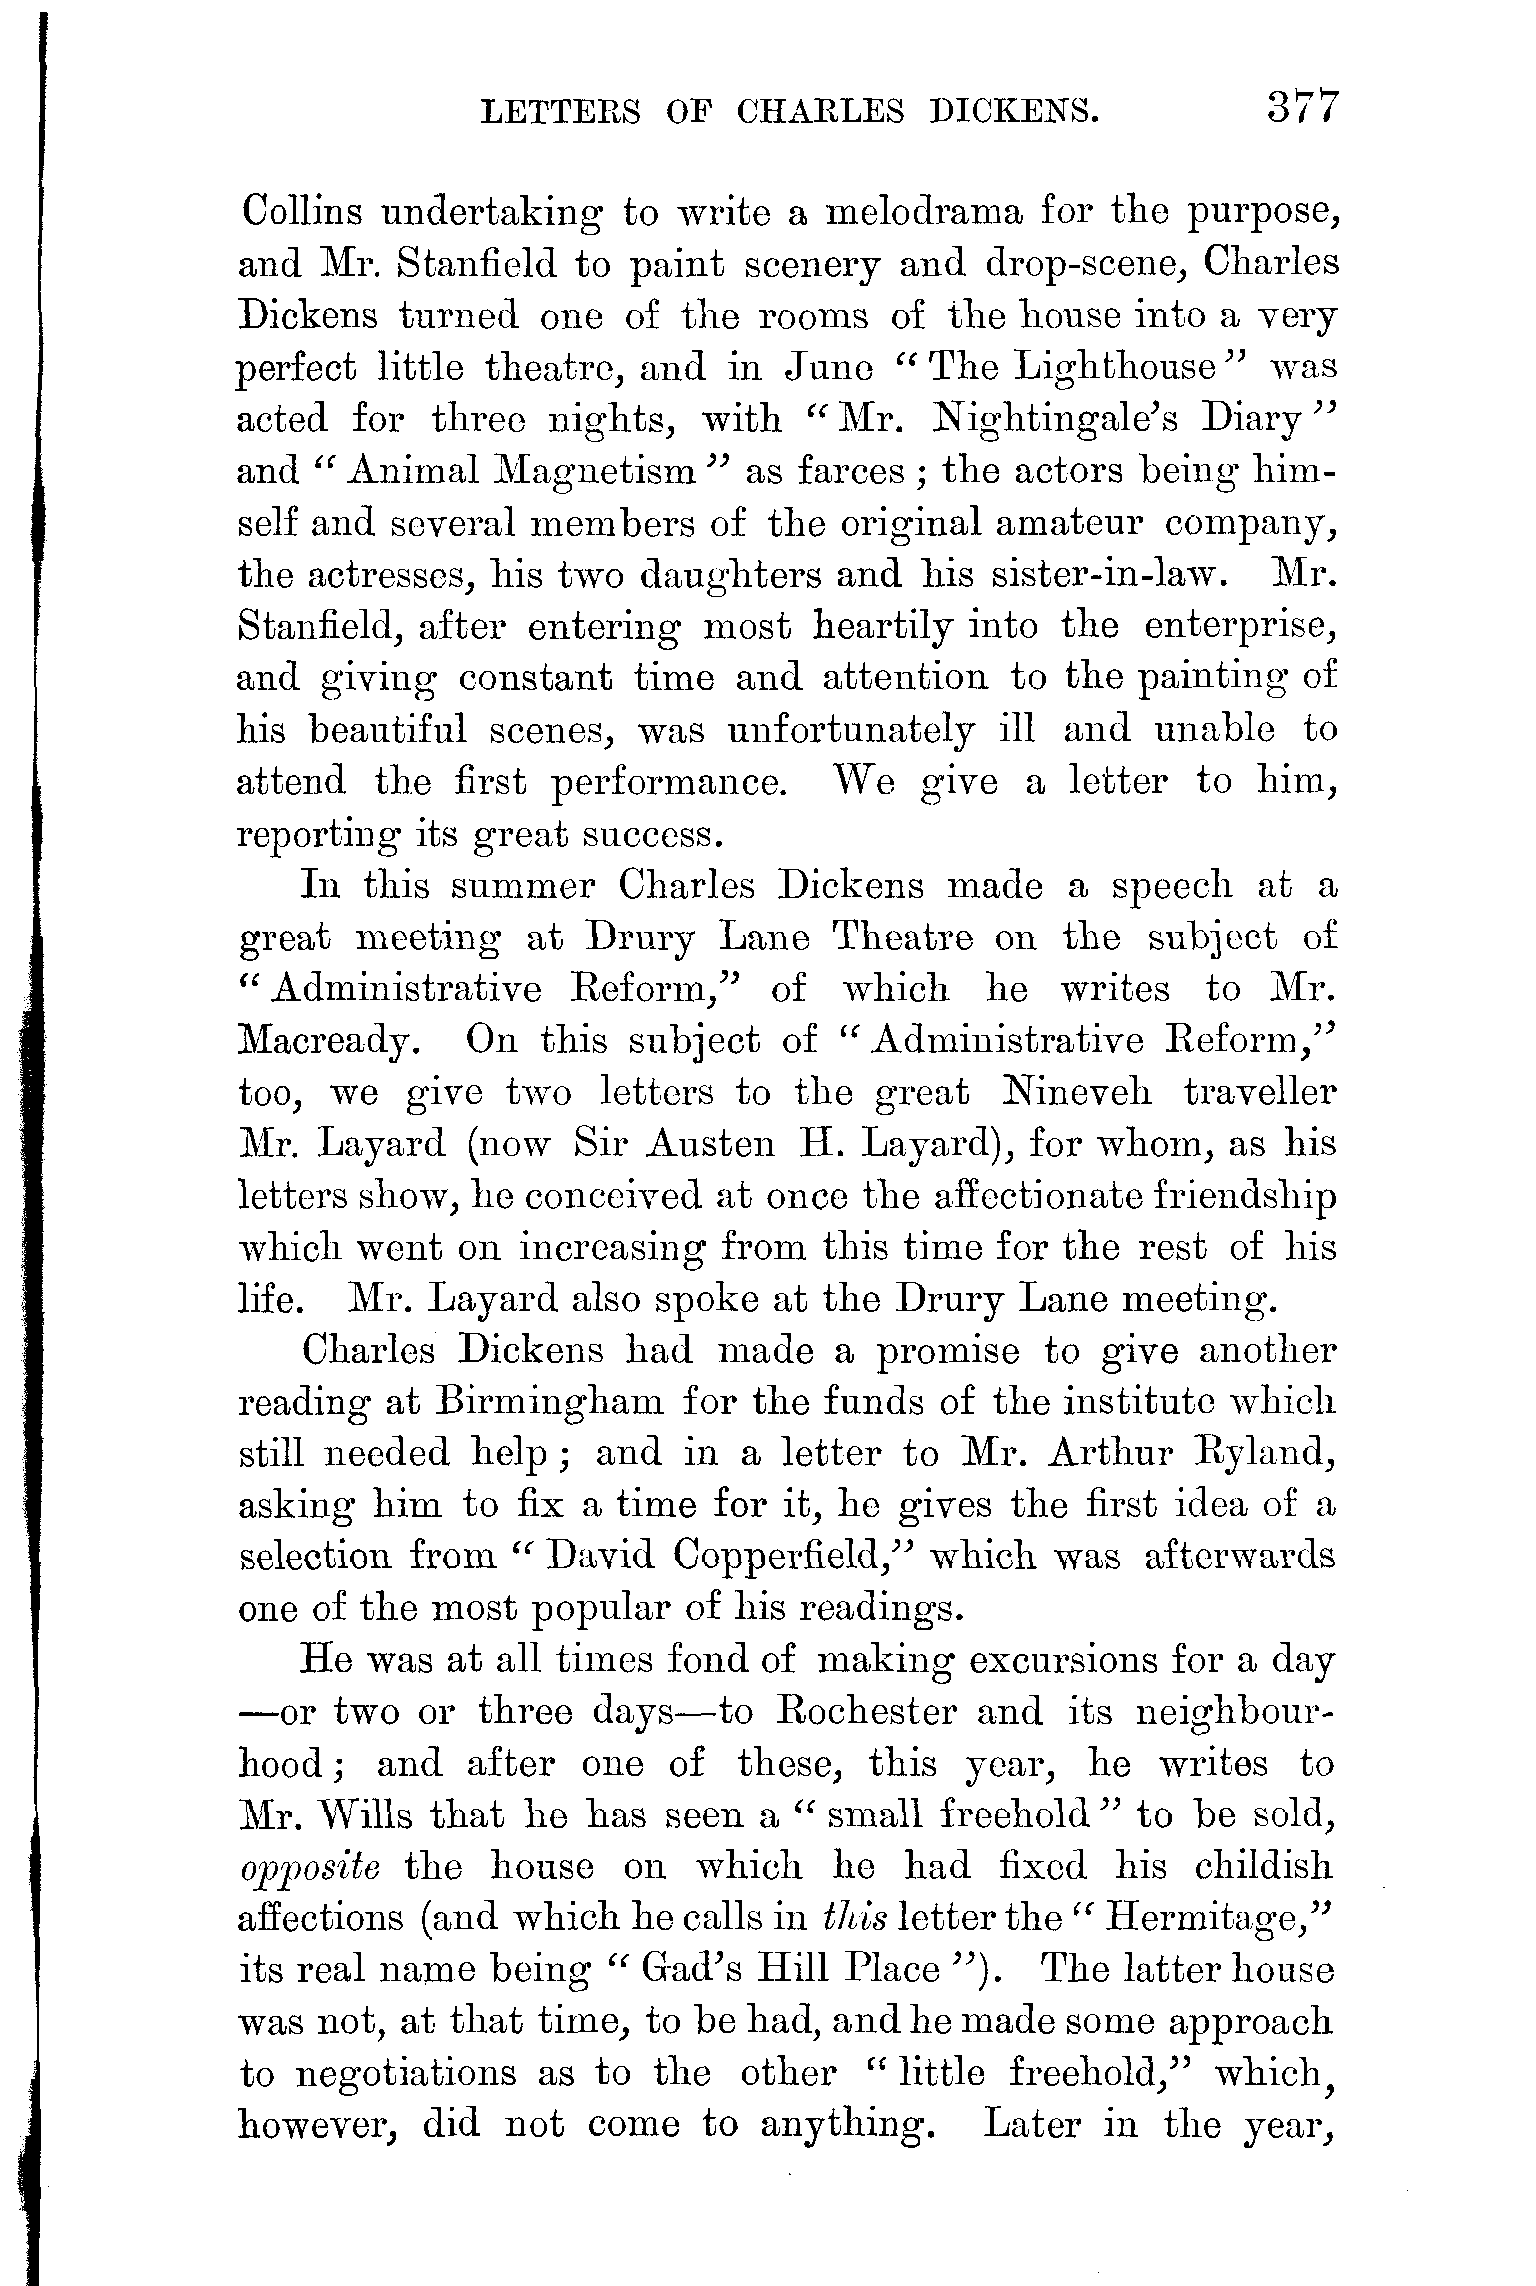 LETTERS OF CHARLES DICKENS. 377
Collins undertaking to write a melodrama for the purpose,
and Mr. Stanfield to paint scenery and drop-scene, Charles
Dickens turned one of the rooms of the house into a very
perfect little theatre, and in June “ The Lighthouse ” was
acted for three nights, with “ Mr. Nightingale’s Diary ”
and “ Animal Magnetism ” as farces ; the actors being him-
self and several members of the original amateur company,
the actresses, his two daughters and his sister-in-law. Mr.
Stanfield, after entering most heartily into the enterprise,
and giving constant time and attention to the painting of
his beautiful scenes, was unfortunately ill and unable to
attend the first performance. We give a letter to him,
reporting its great success.
In this summer Charles Dickens made a speech at a
great meeting at Drury Lane Theatre on the subject of
“ Administrative Reform,” of which he writes to Mr.
Macready. On this subject of “ Administrative Reform,”
too, we give two letters to the great Nineveh traveller
Mr. Layard (now Sir Austen H. Layard), for whom, as his
letters show, he conceived at once the affectionate friendship
which went on increasing from this time for the rest of his
life. Mr. Layard also spoke at the Drury Lane meeting.
Charles Dickens had made a promise to give another
reading at Birmingham for the funds of the institute which
still needed help ; and in a letter to Mr. Arthur Ryland,
asking him to fix a time for it, he gives the first idea of a
selection from “ David Copperfield,” which was afterwards
one of the most popular of his readings.
He was at all times fond of making excursions for a day
—or two or three days—to Rochester and its neighbour-
hood ; and after one of these, this year, he writes to
Mr. Wills that he has seen a “ small freehold ” to be sold,
opposite the house on which he had fixed his childish
affections (and which he calls in this letter the “ Hermitage,”
its real name being “ Gad’s Hill Place ”). The latter house
was not, at that time, to be had, and he made some approach
to negotiations as to the other “ little freehold,” which,
however, did not come to anything. Later in the year,